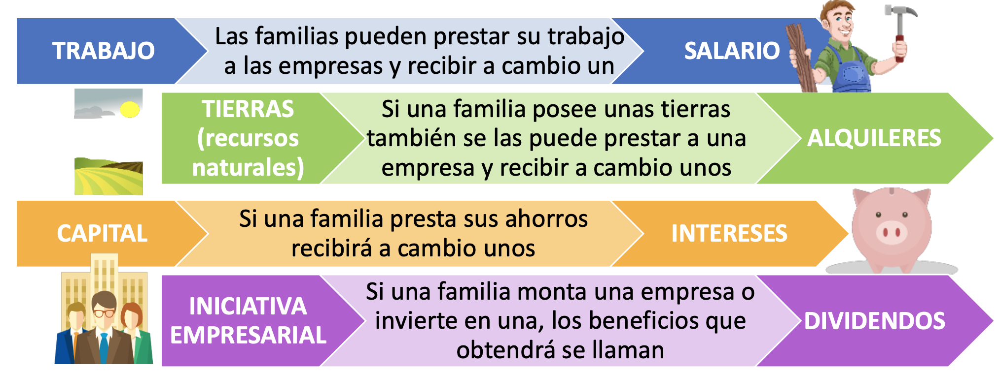 TRABAJO
Las familias pueden prestar su trabajo
a las empresas y recibir a cambio un
SALARIO
TIERRAS
(recursos
naturales)
Si una familia posee unas tierras
también se las puede prestar a una
empresa y recibir a cambio unos
ALQUILERES
CAPITAL
Si una familia presta sus ahorros
recibirá a cambio unos
INTERESES
INICIATIVA
EMPRESARIAL
Si una familia monta una empresa o
invierte en una, los beneficios que
obtendrá se llaman
DIVIDENDOS